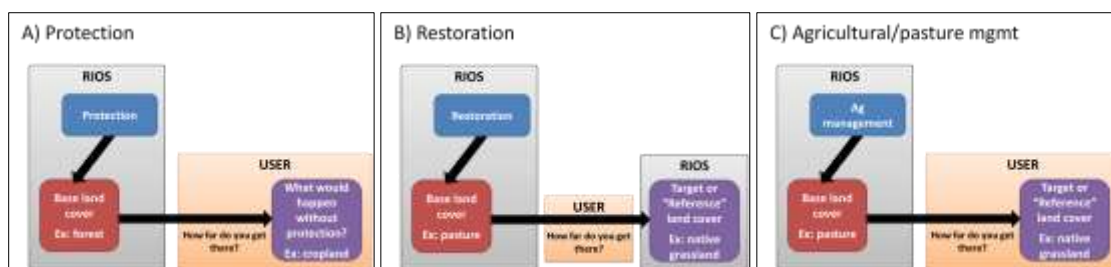 A) Protection
RIOS
Protection
Base land
cover
Ex: forest
USER
What would
happen
without
protection?
Ex: cropland
How far do you get
there?
B) Restoration
RIOS
Restoration
Base land
cover
Ex: pasture
USER
How far do you get
there?
RIOS
Target or
"Reference"
land cover
Ex: native
grassland
C) Agricultural/pasture mgmt
RIOS
Ag
management
Base land
cover
Ex: pasture
USER
Target or
"Reference"
land cover
Ex: native
grassland
How far do you get
there?